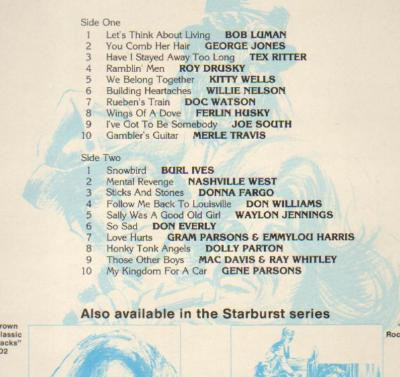 Side One
1 Let's Think About Living BOB LUMAN
2 You Comb Her Hair GEORGE JONES
3 Have I Stayed Away Too Long TEX RITTER
4 Ramblin' Men ROY DRUSKY
5 We Belong Together KITTY WELLS
6 Building Heartaches WILLIE NELSON
7 Rueben's Train DOC WATSON
8 Wings Of A Dove FERLIN HUSKY
9 I've Got To Be Somebody JOE SOUTH
10 Gambler's Guitar MERLE TRAVIS
Side Two
1 Snowbird BURL IVES
2 Mental Revenge NASHVILLE WEST
3 Sticks And Stones DONNA FARGO
4 Follow Me Back To Louisville DON WILLIAMS
5 Sally Was A Good Old Girl WAYLON JENNINGS
6 So Sad DON EVERLY
7 Love Hurts GRAM PARSONS & EMMYLOU HARRIS
8 Honky Tonk Angels DOLLY PARTON
9 Those Other Boys MAC DAVIS & RAY WHITLEY
10 My Kingdom For A Car GENE PARSONS
Also available in the Starburst series
rown
lassic
acks"
02
Roc